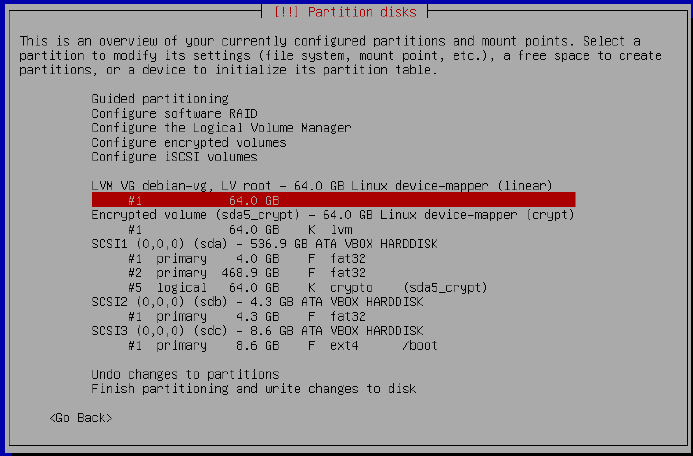 [!!] Partition disks
This is an overview of your currently configured partitions and mount points. Select a
partition to modify its settings (file system, mount point, etc.), a free space to create
partitions, or a device to initialize its partition table.
Guided partitioning
Configure software RAID
Configure the Logical Volume Manager
Configure encrypted volumes
Configure iSCSI volumes
LVM VG debian-vg, LV root - 64.0 GB Linux device-mapper (linear)
#1 64.0 GB
Encrypted volume (sda5_crypt) - 64.0 GB Linux device-mapper (crypt)
#1 64.0 GB K lvm
SCSI1 (0,0,0) (sda) - 536.9 GB ATA VBOX HARDDISK
#1 primary 4.0 GB F fat32
#2 primary 468.9 GB F fat32
#5 logical 64.0 GB K crypto (sda5_crypt)
SCSI2 (0,0,0) (sdb) - 4.3 GB ATA VBOX HARDDISK
#1 primary 4.3 GB F fat32
SCSI3 (0,0,0) (sdc) - 8.6 GB ATA VBOX HARDDISK
#1 primary 8.6 GB F ext4 /boot
Undo changes to partitions
Finish partitioning and write changes to disk
<Go Back>